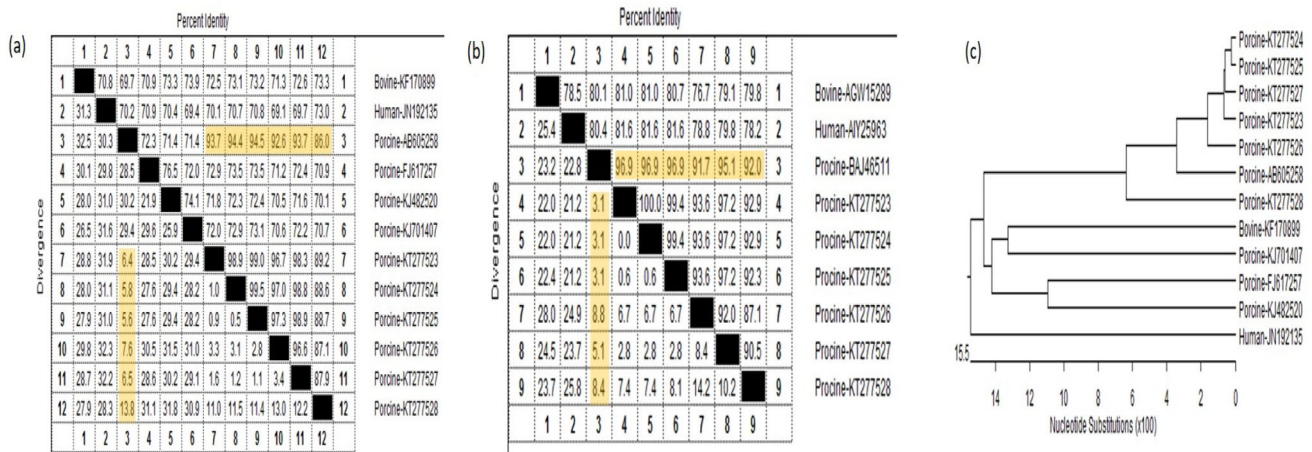 Percent Identity
(a)
1 2 3 4 5 6 7 8 9 10 11 12
1 70.8 69.7 70.9 73.3 73.9 72.5 73.1 73.2 71.3 72.6 73.3 1 Bovine-KF170899
2 31.3 70.2 70.9 70.4 69.4 70.1 70.7 70.8 69.1 69.7 73.0 2 Human-JN192135
3 32.5 30.3 72.3 71.4 71.4 93.7 94.4 94.5 92.6 93.7 86.0 3 Porcine-AB605258
4 30.1 29.8 28.5 76.5 72.0 72.9 73.5 73.5 71.2 72.4 70.9 4 Porcine-FJ617257
5 28.0 31.0 30.2 21.9 74.1 71.8 72.3 72.4 70.5 71.6 70.1 5 Porcine-KJ482520
6 26.5 31.6 29.4 29.6 25.9 72.0 72.9 73.1 70.6 72.2 70.7 6 Porcine-KJ701407
7 28.8 31.9 6.4 28.5 30.2 29.4 98.9 99.0 96.7 98.3 89.2 7 Porcine-KT277523
8 28.0 31.1 5.8 27.6 29.4 28.2 1.0 99.5 97.0 98.8 88.6 8 Porcine-KT277524
9 27.9 31.0 5.6 27.6 29.4 28.2 0.9 0.5 97.3 98.9 88.7 9 Porcine-KT277525
10 29.8 32.3 7.6 30.5 31.5 31.0 3.3 3.1 2.8 96.6 87.1 10 Porcine-KT277526
11 28.7 32.2 6.5 28.6 30.2 29.1 1.6 1.2 1.1 3.4 87.9 11 Porcine-KT277527
12 27.9 28.3 13.8 31.1 31.8 30.9 11.0 11.5 11.4 13.0 12.2 12 Porcine-KT277528
1 2 3 4 5 6 7 8 9 10 11 12
Divergence
Percent Identity
(b)
1 2 3 4 5 6 7 8 9
1 78.5 80.1 81.0 81.0 80.7 76.7 79.1 79.8 1 Bovine-AGW15289
2 25.4 80.4 81.6 81.6 81.6 78.8 79.8 78.2 2 Human-AIY25963
3 23.2 22.8 96.9 96.9 96.9 91.7 95.1 92.0 3 Procine-BAJ46511
4 22.0 21.2 3.1 100.0 99.4 93.6 97.2 92.9 4 Procine-KT277523
5 22.0 21.2 3.1 0.0 99.4 93.6 97.2 92.9 5 Procine-KT277524
6 22.4 21.2 3.1 0.6 0.6 93.6 97.2 92.3 6 Procine-KT277525
7 28.0 24.9 8.8 6.7 6.7 6.7 92.0 87.1 7 Procine-KT277526
8 24.5 23.7 5.1 2.8 2.8 2.8 8.4 90.5 8 Procine-KT277527
9 23.7 25.8 8.4 7.4 7.4 8.1 14.2 10.2 9 Procine-KT277528
1 2 3 4 5 6 7 8 9
Divergence
(c)
Porcine-KT277524
Porcine-KT277525
Porcine-KT277527
Porcine-KT277523
Porcine-KT277526
Porcine-AB605258
Porcine-KT277528
Bovine-KF170899
Porcine-KJ701407
Porcine-FJ617257
Porcine-KJ482520
Human-JN192135
15.5
14 12 10 8 6 4 2 0
Nucleotide Substitutions (x100)